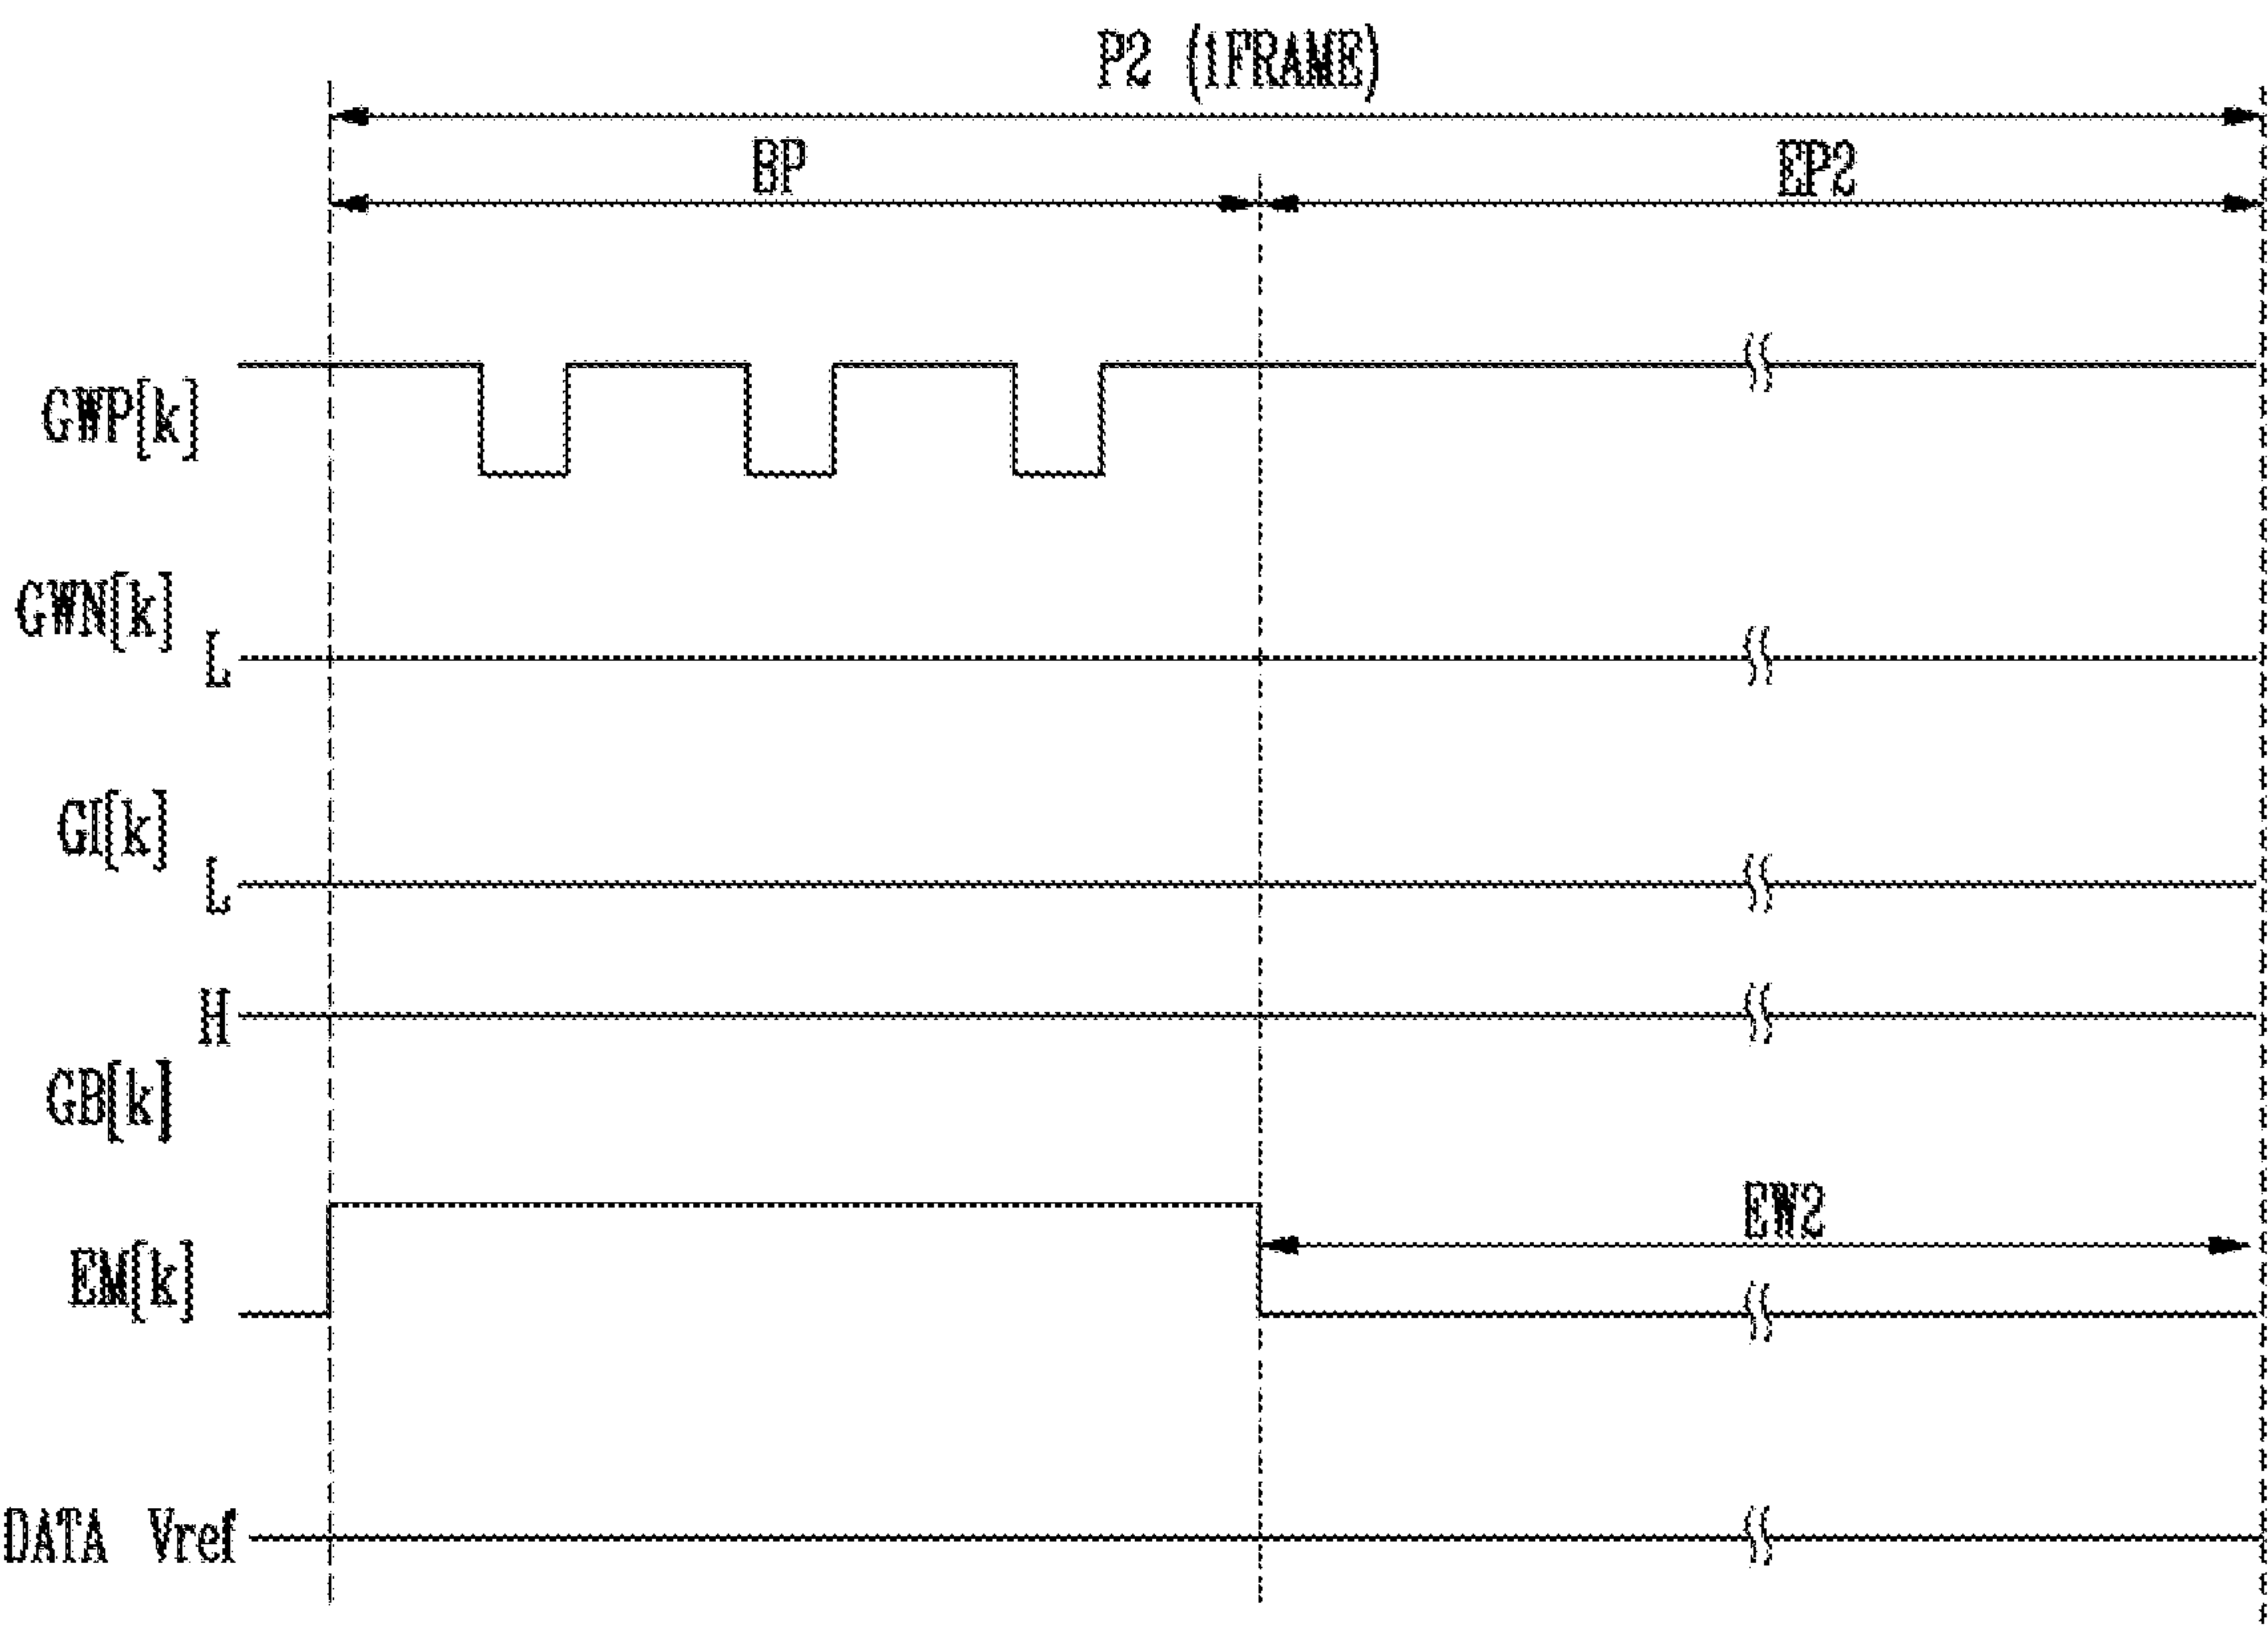 P2 (1FRAME)
BP
EP2
GWP[k]
GWN[k]
L
GI[k]
L
H
GB[k]
EW2
EM[k]
DATA Vref